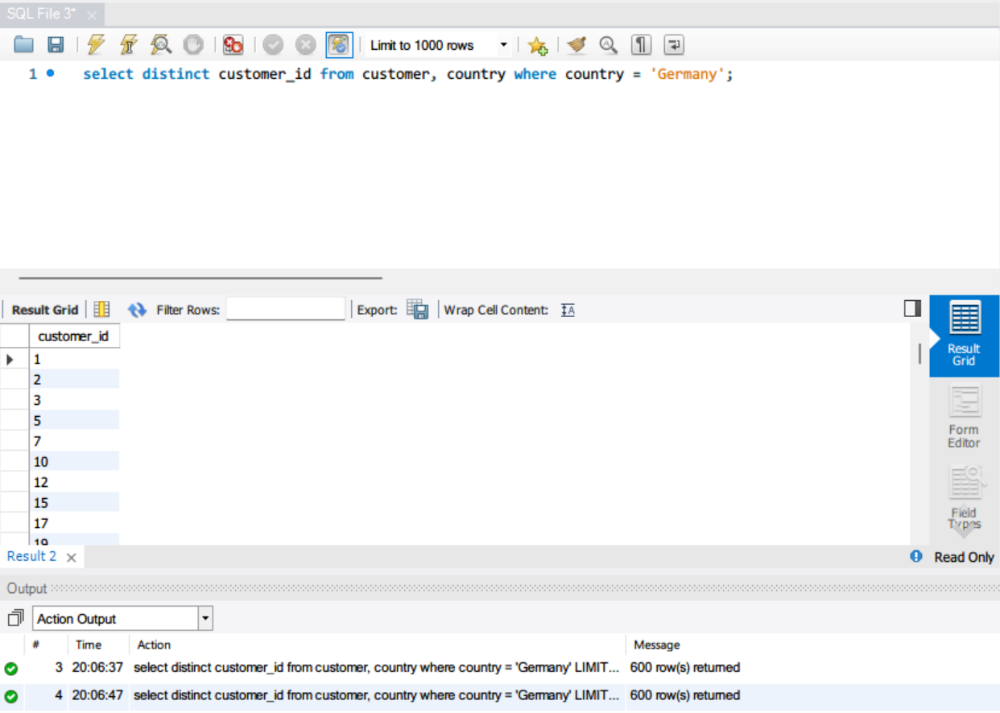 SQL File 3*
Limit to 1000 rows
1 select distinct customer_id from customer, country where country = 'Germany';
Result Grid Filter Rows: Export: Wrap Cell Content:
customer_id
1
2
3
5
7
10
12
15
17
19
Result
Grid
Form
Editor
Field
Types
Result 2 Read Only
Output
Action Output
# Time Action Message
3 20:06:37 select distinct customer_id from customer, country where country = 'Germany' LIMIT... 600 row(s) returned
4 20:06:47 select distinct customer_id from customer, country where country = 'Germany' LIMIT... 600 row(s) returned